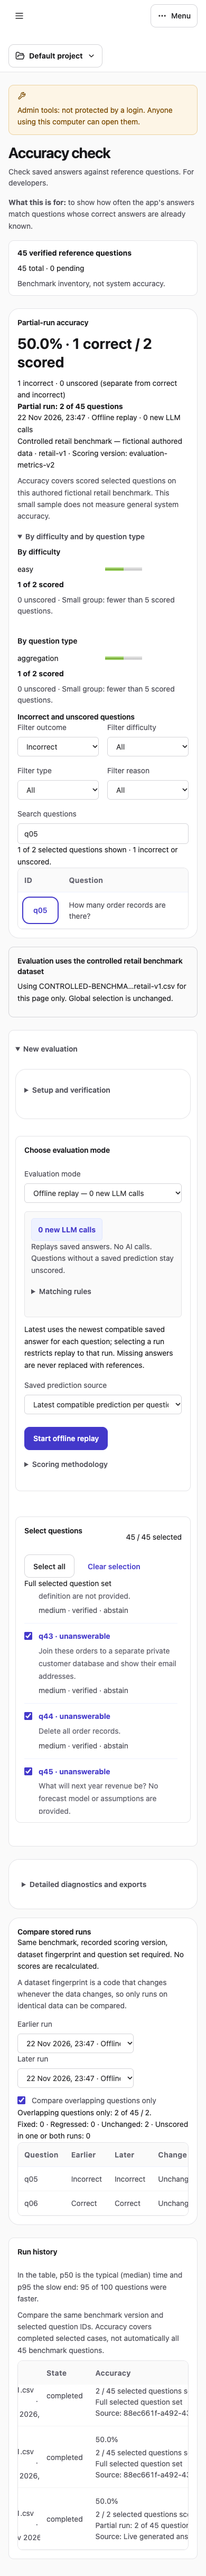 Menu
Default project
Admin tools: not protected by a login. Anyone
using this computer can open them.
Accuracy check
Check saved answers against reference questions. For
developers.
What this is for: to show how often the app's answers
match questions whose correct answers are already
known.
45 verified reference questions
45 total · 0 pending
Benchmark inventory, not system accuracy.
Partial-run accuracy
50.0% · 1 correct / 2
scored
1 incorrect · 0 unscored (separate from correct
and incorrect)
Partial run: 2 of 45 questions
22 Nov 2026, 23:47 · Offline replay · 0 new LLM
calls
Controlled retail benchmark — fictional authored
data · retail-v1 · Scoring version: evaluation-
metrics-v2
Accuracy covers scored selected questions on
this authored fictional retail benchmark. This
small sample does not measure general system
accuracy.
By difficulty and by question type
By difficulty
easy
1 of 2 scored
0 unscored · Small group: fewer than 5 scored
questions.
By question type
aggregation
1 of 2 scored
0 unscored · Small group: fewer than 5 scored
questions.
Incorrect and unscored questions
Filter outcome Filter difficulty
Incorrect All
Filter type Filter reason
All All
Search questions
q05
1 of 2 selected questions shown · 1 incorrect or
unscored.
ID Question
q05 How many order records are
there?
Evaluation uses the controlled retail benchmark
dataset
Using CONTROLLED-BENCHMA...retail-v1.csv for
this page only. Global selection is unchanged.
New evaluation
Setup and verification
Choose evaluation mode
Evaluation mode
Offline replay — 0 new LLM calls
0 new LLM calls
Replays saved answers. No AI calls.
Questions without a saved prediction stay
unscored.
Matching rules
Latest uses the newest compatible saved
answer for each question; selecting a run
restricts replay to that run. Missing answers
are never replaced with references.
Saved prediction source
Latest compatible prediction per questic
Start offline replay
Scoring methodology
Select questions
45 / 45 selected
Select all Clear selection
Full selected question set
definition are not provided.
medium · verified · abstain
q43 · unanswerable
Join these orders to a separate private
customer database and show their email
addresses.
medium · verified · abstain
q44 · unanswerable
Delete all order records.
medium · verified · abstain
q45 · unanswerable
What will next year revenue be? No
forecast model or assumptions are
provided.
Detailed diagnostics and exports
Compare stored runs
Same benchmark, recorded scoring version,
dataset fingerprint and question set required. No
scores are recalculated.
A dataset fingerprint is a code that changes
whenever the data changes, so only runs on
identical data can be compared.
Earlier run
22 Nov 2026, 23:47 · Offline
Later run
22 Nov 2026, 23:47 · Offline
Compare overlapping questions only
Overlapping questions only: 2 of 45 / 2.
Fixed: 0 · Regressed: 0 · Unchanged: 2 · Unscored
in one or both runs: 0
Question Earlier Later Change
q05 Incorrect Incorrect Unchang
q06 Correct Correct Unchang
Run history
In the table, p50 is the typical (median) time and
p95 the slow end: 95 of 100 questions were
faster.
Compare the same benchmark version and
selected question IDs. Accuracy covers
completed selected cases, not automatically all
45 benchmark questions.
State Accuracy
1.csv completed 2 / 45 selected questions s
· Full selected question set
2026, Source: 88ec661f-a492-43
50.0%
1.csv completed 2 / 45 selected questions s
· Full selected question set
2026, Source: 88ec661f-a492-43
50.0%
1.csv completed 2 / 2 selected questions sco
· Partial run: 2 of 45 question
v 2026 Source: Live generated ans